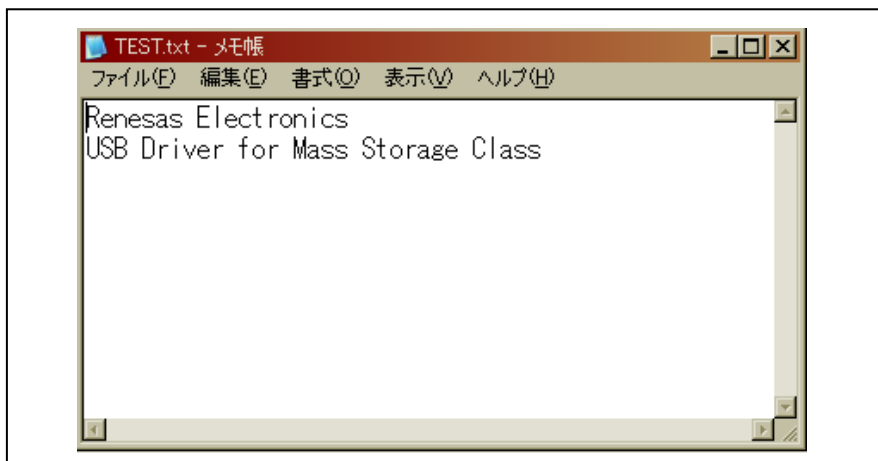 TEST.txt - メモ帳
ファイル(F) 編集(E) 書式(O) 表示(V) ヘルプ(H)
Renesas Electronics
USB Driver for Mass Storage Class